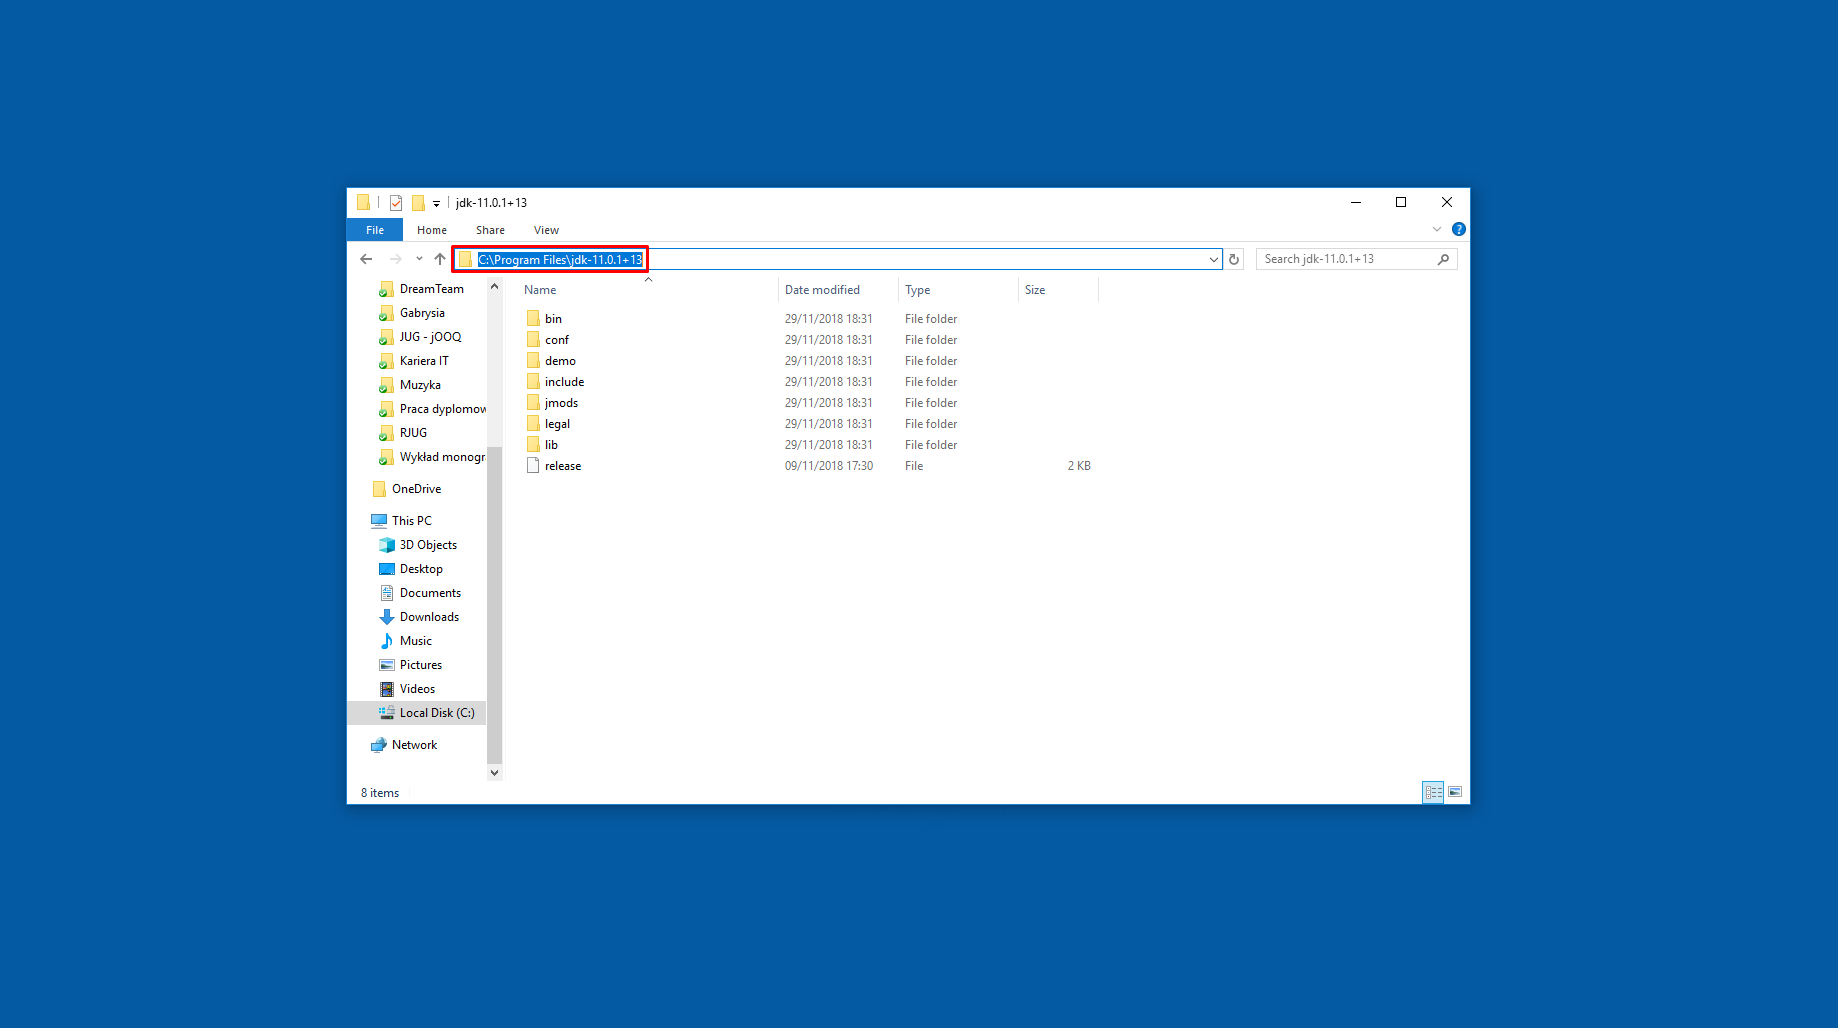 jdk-11.0.1+13
File Home Share View
C:\Program Files\jdk-11.0.1+13 Search jdk-11.0.1+13
DreamTeam
Gabrysia
JUG - jOOQ
Kariera IT
Muzyka
Praca dyplomow
RJUG
Wykład monogr
OneDrive
This PC
3D Objects
Desktop
Documents
Downloads
Music
Pictures
Videos
Local Disk (C:)
Network
Name Date modified Type Size
bin 29/11/2018 18:31 File folder
conf 29/11/2018 18:31 File folder
demo 29/11/2018 18:31 File folder
include 29/11/2018 18:31 File folder
jmods 29/11/2018 18:31 File folder
legal 29/11/2018 18:31 File folder
lib 29/11/2018 18:31 File folder
release 09/11/2018 17:30 File 2 KB
8 items